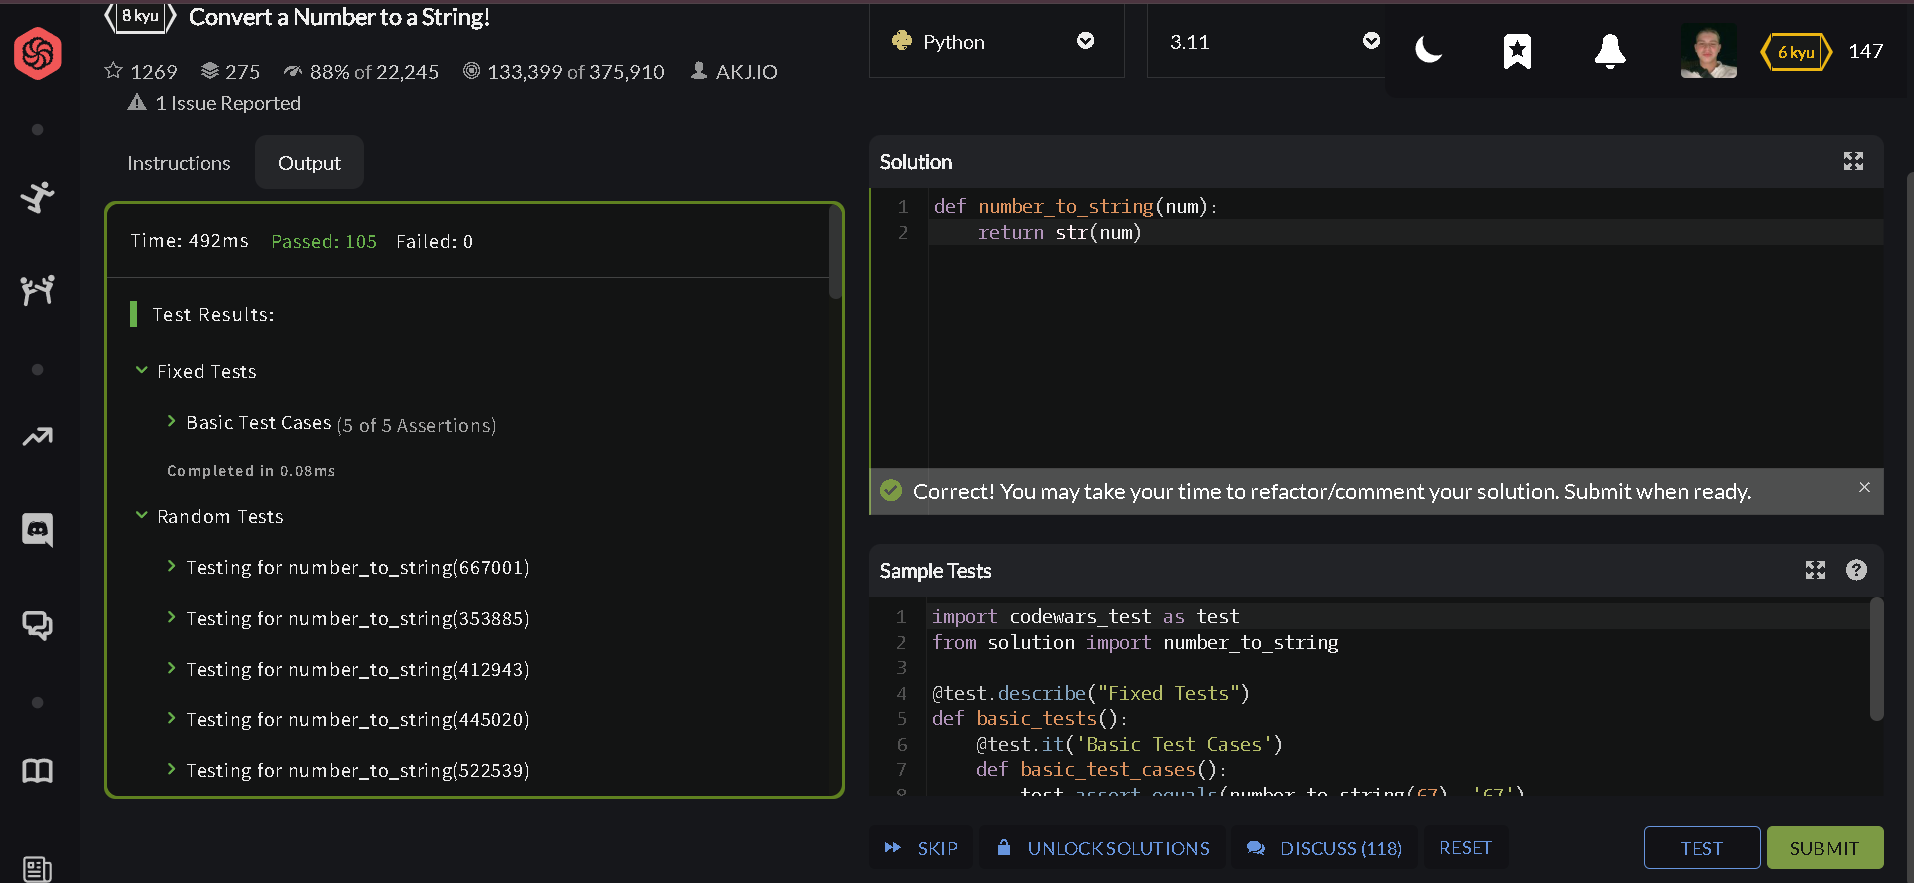 8 kyu Convert a Number to a String!
1269 275 88% of 22,245 133,399 of 375,910 AKJ.IO
1 Issue Reported
Python
3.11
6 kyu 147
Instructions Output
Time: 492ms Passed: 105 Failed: 0
Test Results:
Fixed Tests
Basic Test Cases (5 of 5 Assertions)
Completed in 0.08ms
Random Tests
Testing for number_to_string(667001)
Testing for number_to_string(353885)
Testing for number_to_string(412943)
Testing for number_to_string(445020)
Testing for number_to_string(522539)
Solution
1 def number_to_string(num):
2     return str(num)
Correct! You may take your time to refactor/comment your solution. Submit when ready.
Sample Tests
1 import codewars_test as test
2 from solution import number_to_string
3
4 @test.describe("Fixed Tests")
5 def basic_tests():
6     @test.it('Basic Test Cases')
7     def basic_test_cases():
8         test.assert_equals(number_to_string(67), '67')
SKIP UNLOCK SOLUTIONS DISCUSS (118) RESET TEST SUBMIT